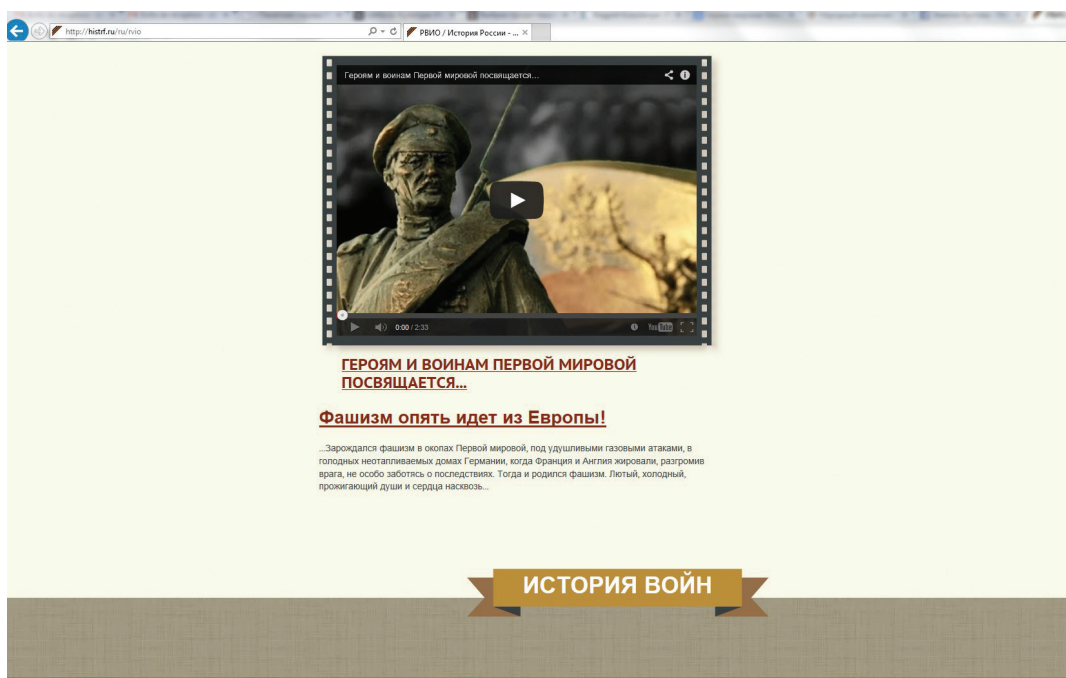 http://histrf.ru/ru/rvio
РВИО / История России - ...
Героям и воинам Первой мировой посвящается...
0:00 / 2:33
YouTube
ГЕРОЯМ И ВОИНАМ ПЕРВОЙ МИРОВОЙ
ПОСВЯЩАЕТСЯ...
Фашизм опять идет из Европы!
...Зарождался фашизм в окопах Первой мировой, под удушливыми газовыми атаками, в
голодных неотапливаемых домах Германии, когда Франция и Англия жировали, разгромив
врага, не особо заботясь о последствиях. Тогда и родился фашизм. Лютый, холодный,
прожигающий души и сердца насквозь...
ИСТОРИЯ ВОЙН